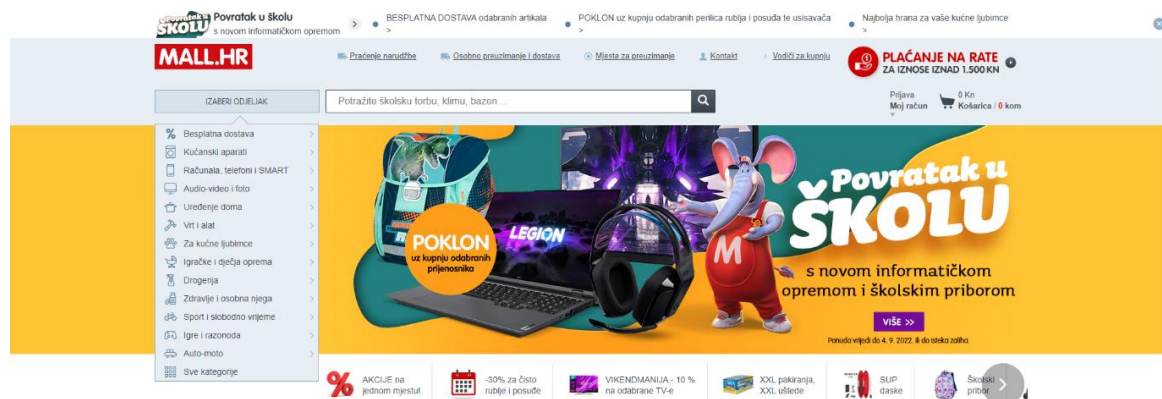 Povratak u školu
s novom informatičkom opremom
BESPLATNA DOSTAVA odabranih artikala
>
POKLON uz kupnju odabranih perilica rublja i posuđa te usisavača
>
Najbolja hrana za vaše kućne ljubimce
>
Povratak u
ŠKOLU
MALL.HR
Praćenje narudžbe
Osobno preuzimanje i dostava
Mjesta za preuzimanje
Kontakt
Vodiči za kupnju
PLAĆANJE NA RATE
ZA IZNOSE IZNAD 1.500 KN
IZABERI ODJELJAK
Potražite školsku torbu, klimu, bazen ...
Prijava
Moj račun
0 Kn
Košarica / 0 kom
Besplatna dostava
Kućanski aparati
Računala, telefoni i SMART
Audio-video i foto
Uređenje doma
Vrt i alat
Za kućne ljubimce
Igračke i dječja oprema
Drogerija
Zdravlje i osobna njega
Sport i slobodno vrijeme
Igre i razonoda
Auto-moto
Sve kategorije
POKLON
uz kupnju odabranih
prijenosnika
LEGION
M
Povratak u
ŠKOLU
s novom informatičkom
opremom i školskim priborom
VIŠE >>
Ponuda vrijedi do 4. 9. 2022. ili do isteka zaliha.
AKCIJE na
jednom mjestu!
-30% za čisto
rublje i posuđe
VIKENDMANIJA - 10 %
na odabrane TV-e
XXL pakiranja,
XXL uštede
SUP
daske
Školski
pribor